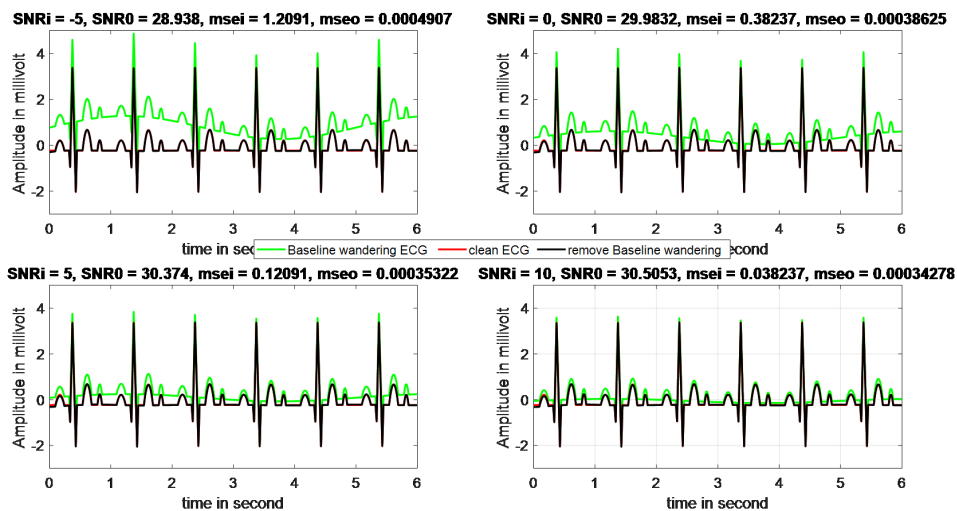 SNRi = -5, SNR0 = 28.938, msei = 1.2091, mseo = 0.0004907
SNRi = 0, SNR0 = 29.9832, msei = 0.38237, mseo = 0.00038625
Amplitude in millivolt
4
2
0
-2
0 1 2 3 4 5 6
time in sec
Amplitude in millivolt
4
2
0
-2
0 1 2 3 4 5 6
second
Baseline wandering ECG clean ECG remove Baseline wandering
SNRi = 5, SNR0 = 30.374, msei = 0.12091, mseo = 0.00035322
SNRi = 10, SNR0 = 30.5053, msei = 0.038237, mseo = 0.00034278
Amplitude in millivolt
4
2
0
-2
0 1 2 3 4 5 6
time in second
Amplitude in millivolt
4
2
0
-2
0 1 2 3 4 5 6
time in second